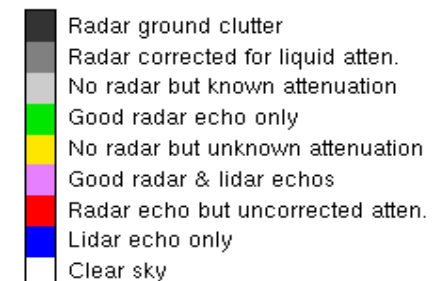 Radar ground clutter
Radar corrected for liquid atten.
No radar but known attenuation
Good radar echo only
No radar but unknown attenuation
Good radar & lidar echos
Radar echo but uncorrected atten.
Lidar echo only
Clear sky